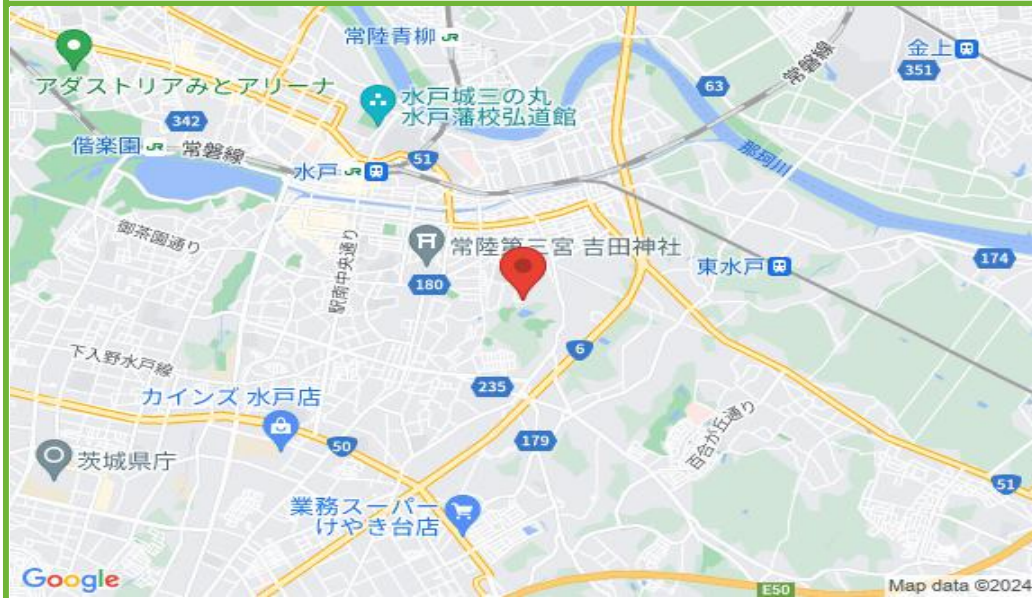 常陸青柳
JR
金上
アダストリアみとアリーナ
351
常磐線
63
水戸城三の丸
水戸藩校弘道館
342
偕楽園
JR
常磐線
51
那珂川
水戸
JR
御茶園通り
常陸第三宮 吉田神社
174
東水戸
180
駅南中央通り
6
下入野水戸線
235
カインズ 水戸店
百合が丘通り
179
50
茨城県庁
51
業務スーパー
けやき台店
Google
E50
Map data ©2024